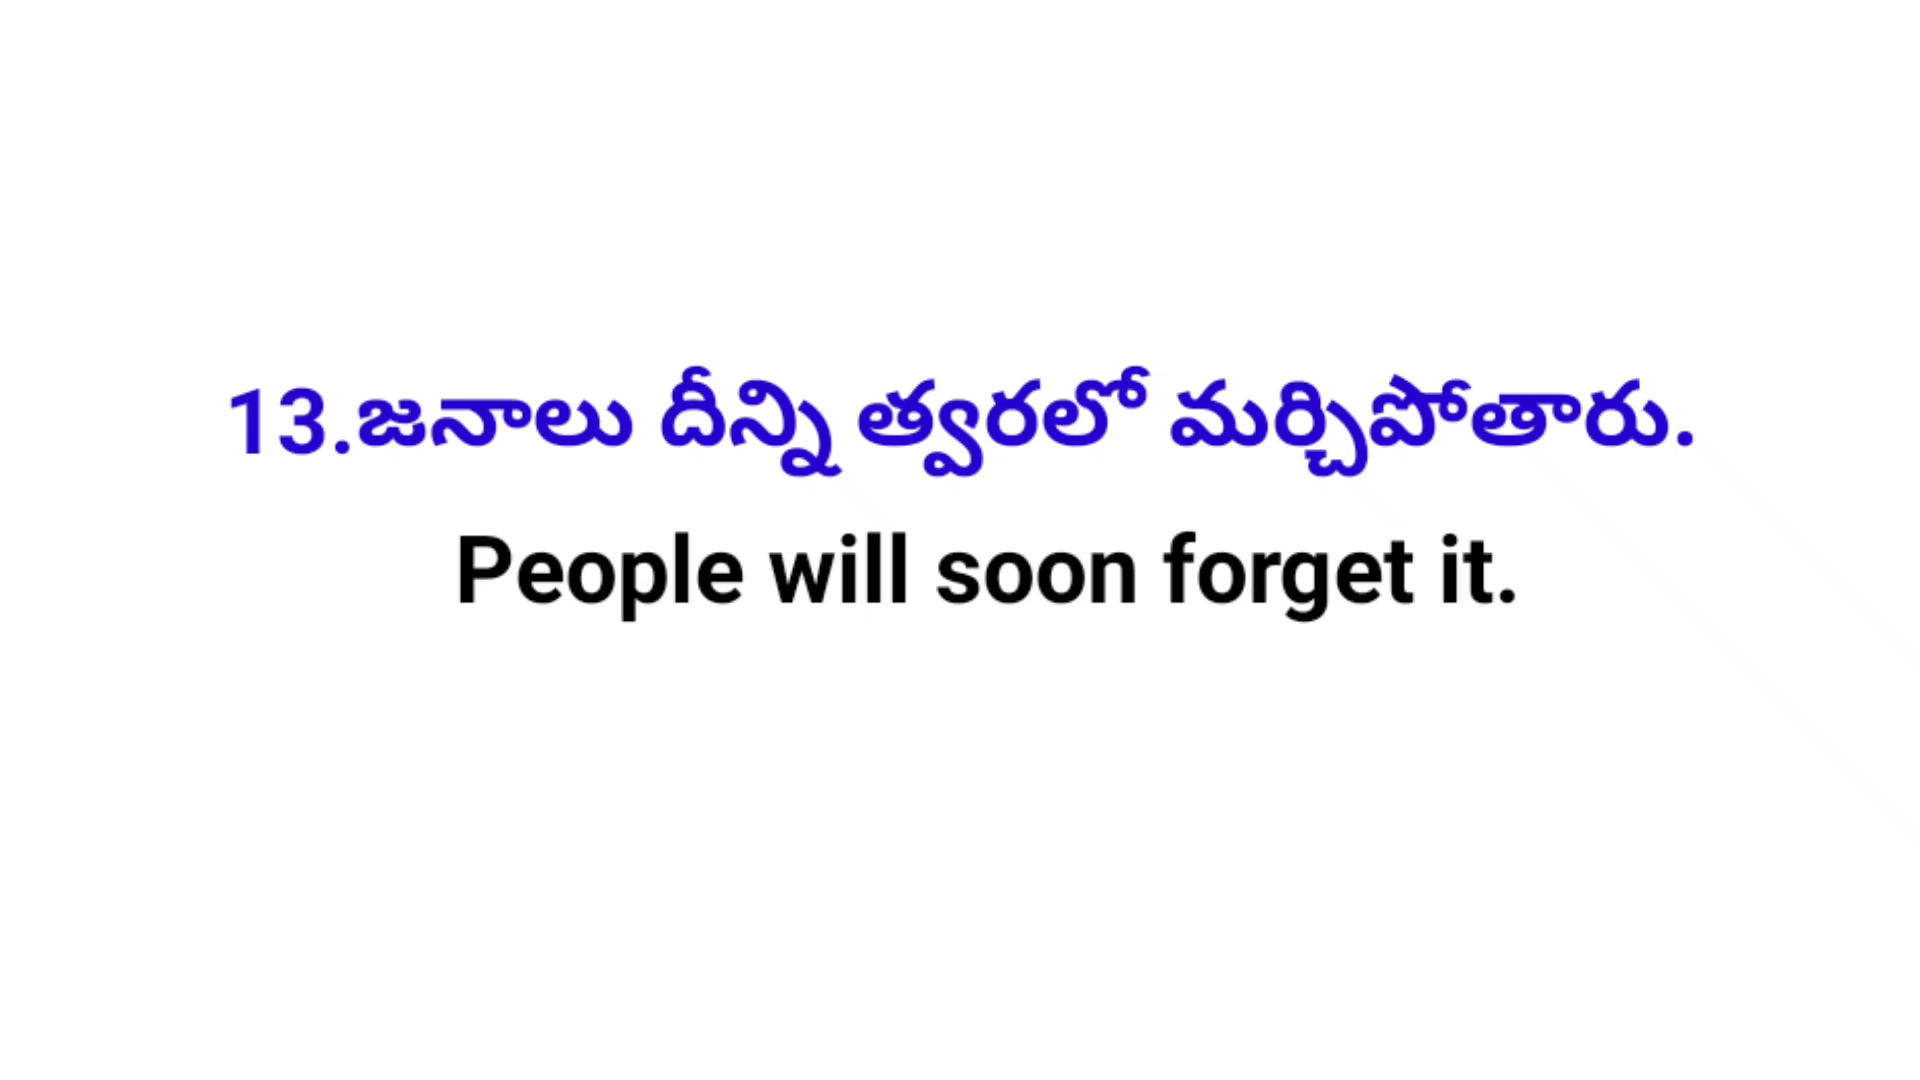 13.జనాలు దీన్ని త్వరలో మర్చిపోతారు.
People will soon forget it.